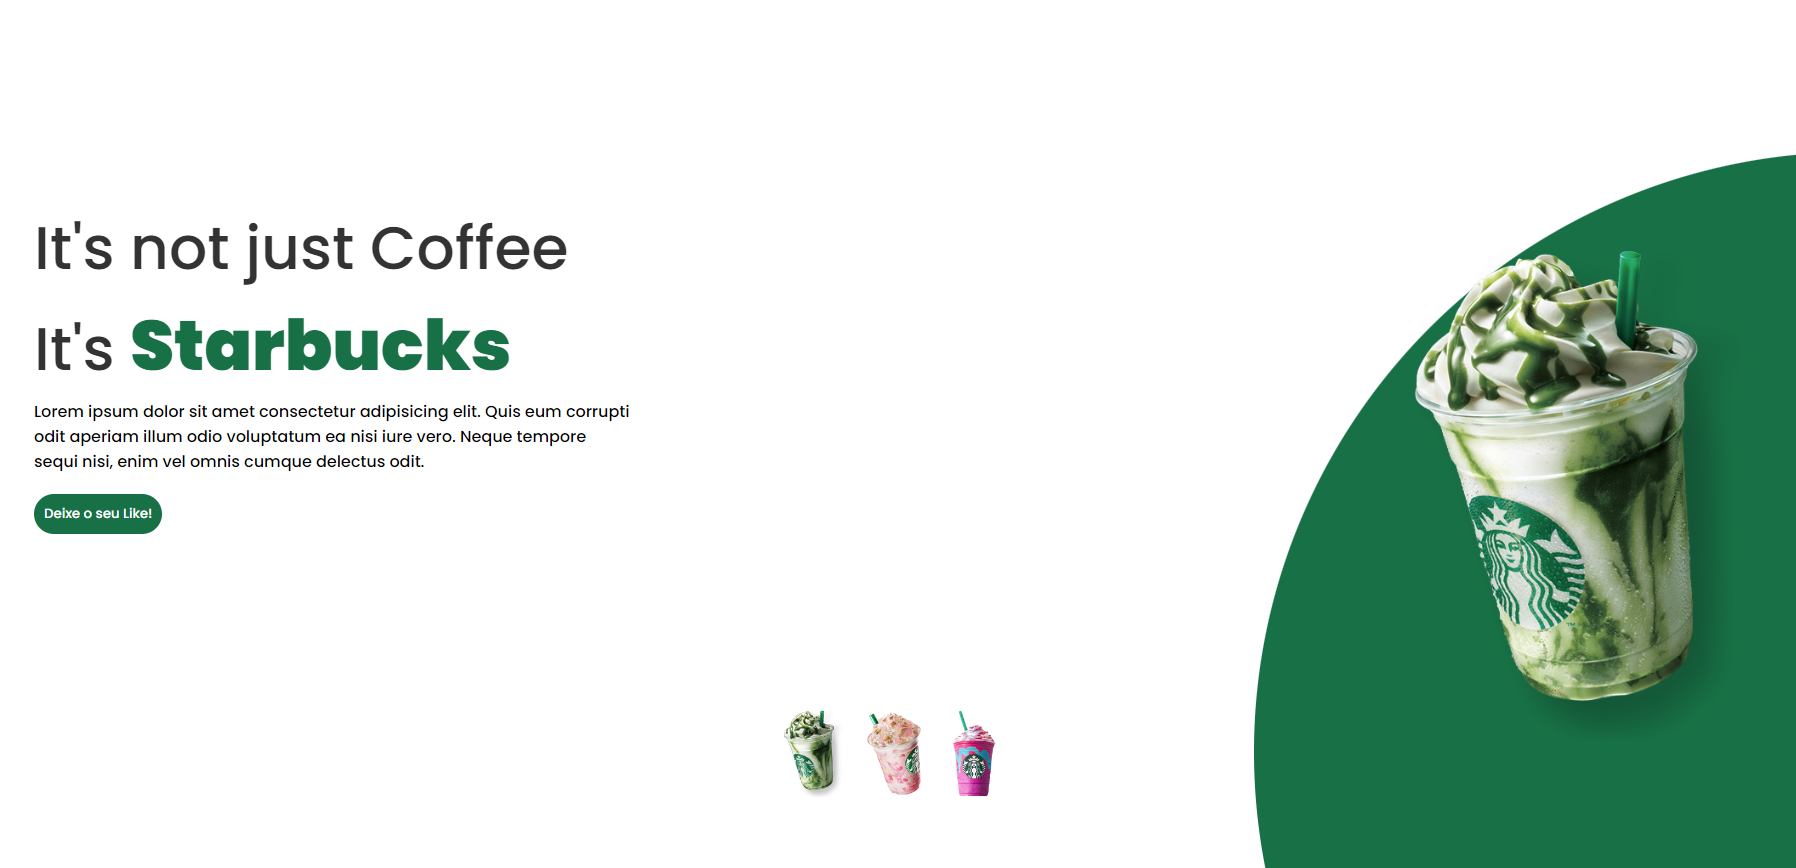 It's not just Coffee
It's Starbucks
Lorem ipsum dolor sit amet consectetur adipisicing elit. Quis eum corrupti
odit aperiam illum odio voluptatum ea nisi iure vero. Neque tempore
sequi nisi, enim vel omnis cumque delectus odit.
Deixe o seu Like!